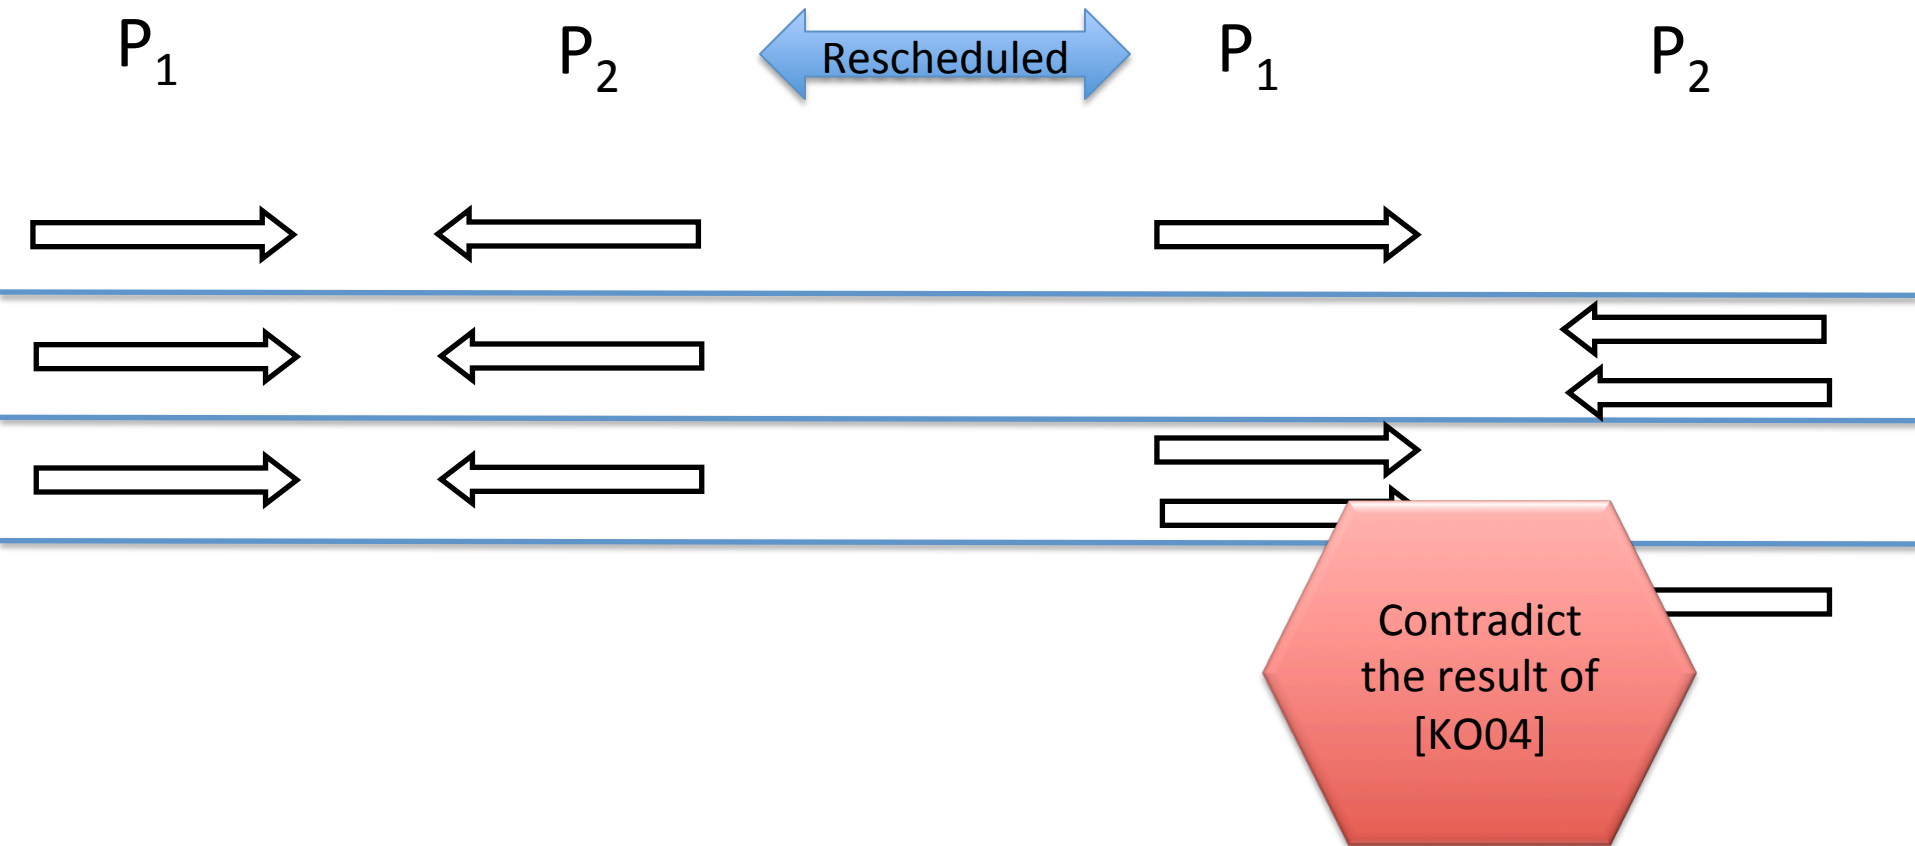 P1 P2 Rescheduled P1 P2
Contradict
the result of
[KO04]